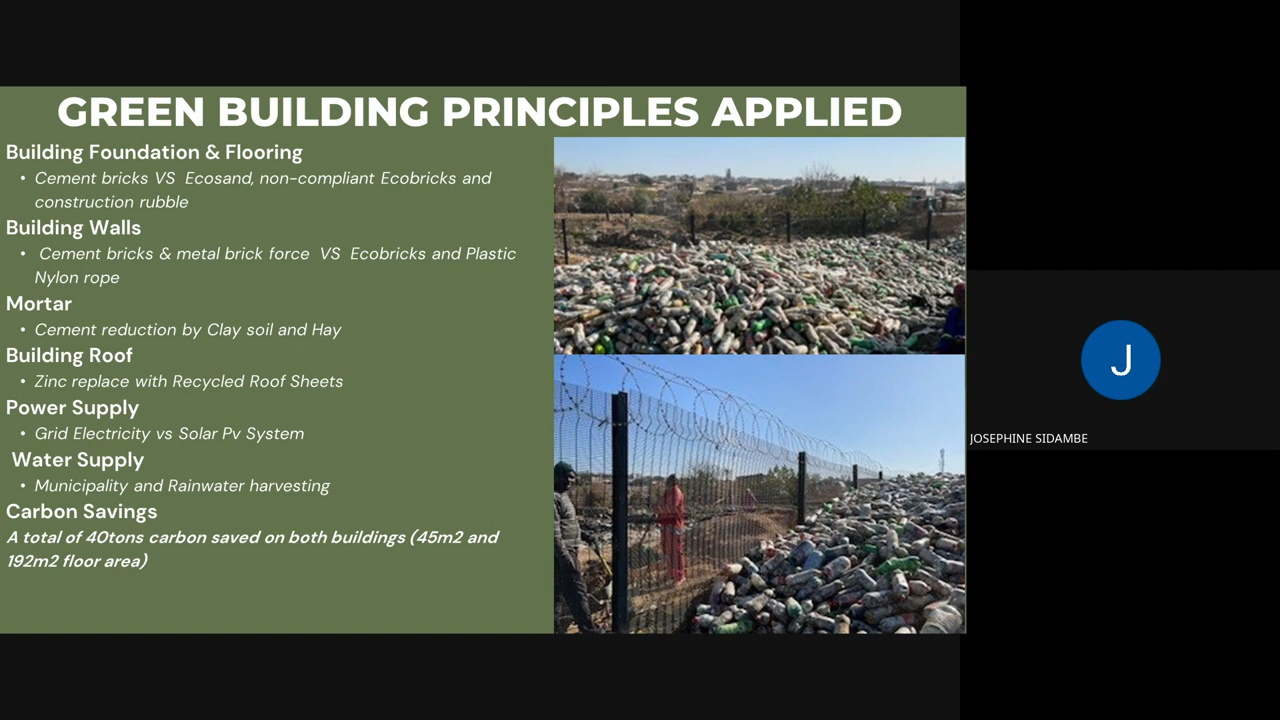 GREEN BUILDING PRINCIPLES APPLIED
Building Foundation & Flooring
• Cement bricks VS Ecosand, non-compliant Ecobricks and
construction rubble
Building Walls
• Cement bricks & metal brick force VS Ecobricks and Plastic
Nylon rope
Mortar
• Cement reduction by Clay soil and Hay
Building Roof
• Zinc replace with Recycled Roof Sheets
Power Supply
• Grid Electricity vs Solar Pv System
Water Supply
• Municipality and Rainwater harvesting
Carbon Savings
A total of 40tons carbon saved on both buildings (45m2 and
192m2 floor area)
J
JOSEPHINE SIDAMBE